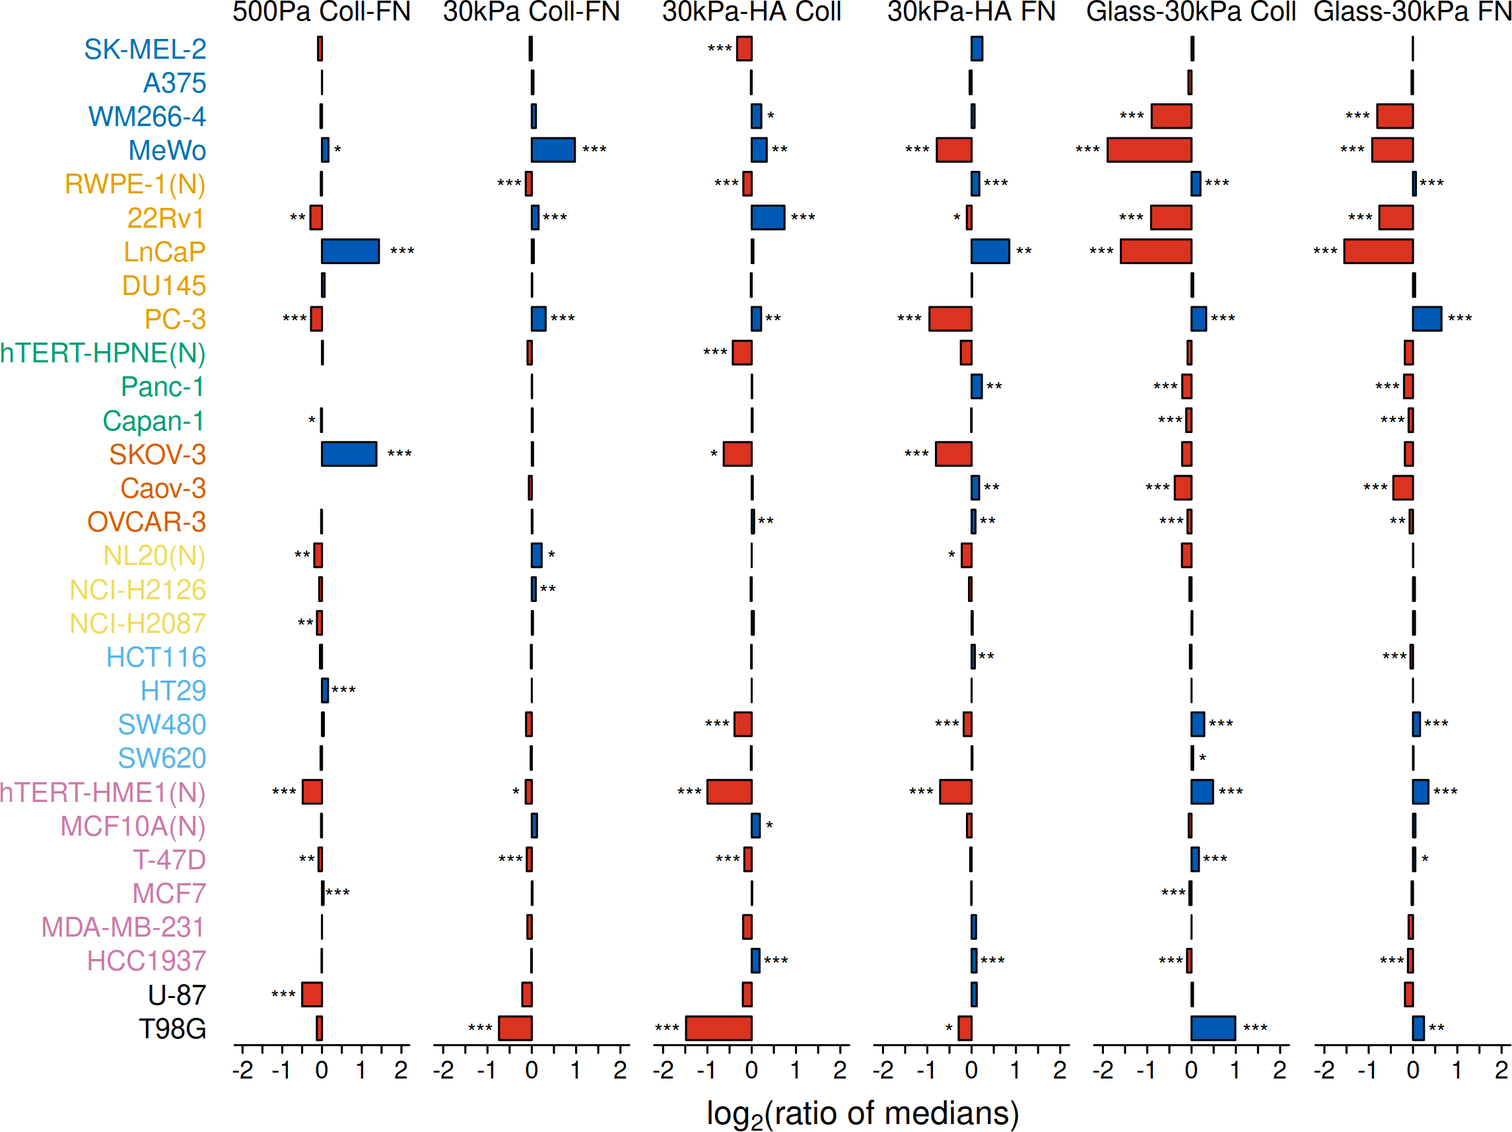 500Pa Coll-FN 30kPa Coll-FN 30kPa-HA Coll 30kPa-HA FN Glass-30kPa Coll Glass-30kPa FN
SK-MEL-2 ***
A375
WM266-4 * *** ***
MeWo * *** ** *** *** ***
RWPE-1(N) *** *** *** *** ***
22Rv1 ** *** *** * *** ***
LnCaP *** ** *** ***
DU145
PC-3 *** *** ** *** *** ***
hTERT-HPNE(N) ***
Panc-1 ** *** ***
Capan-1 * *** ***
SKOV-3 *** * ***
Caov-3 ** *** ***
OVCAR-3 ** ** *** **
NL20(N) ** * *
NCI-H2126 **
NCI-H2087 **
HCT116 ** ***
HT29 ***
SW480 *** *** *** ***
SW620 *
hTERT-HME1(N) *** * *** *** *** ***
MCF10A(N) *
T-47D ** *** *** *** *
MCF7 *** ***
MDA-MB-231
HCC1937 *** *** *** ***
U-87 ***
T98G *** *** * *** **
-2 -1 0 1 2 -2 -1 0 1 2 -2 -1 0 1 2 -2 -1 0 1 2 -2 -1 0 1 2 -2 -1 0 1 2
log2(ratio of medians)